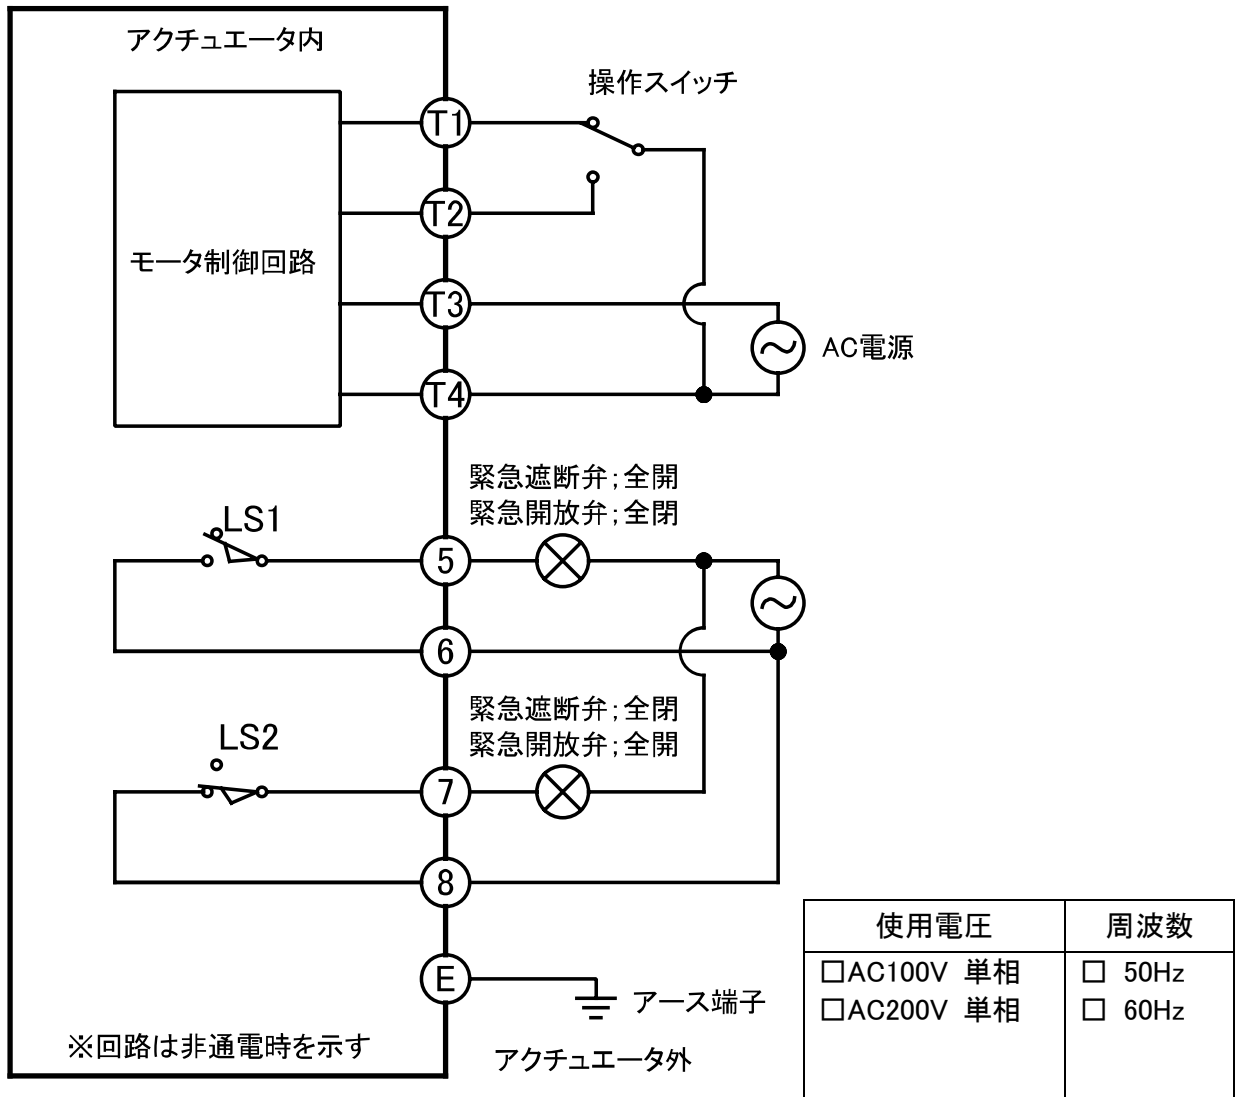 アクチュエータ内
操作スイッチ
T1
T2
モータ制御回路
T3
AC電源
T4
緊急遮断弁;全開
緊急開放弁;全閉
LS1
5
6
緊急遮断弁;全閉
緊急開放弁;全開
LS2
7
8
使用電圧 周波数
□AC100V 単相 □ 50Hz
□AC200V 単相 □ 60Hz
E
アース端子
※回路は非通電時を示す
アクチュエータ外